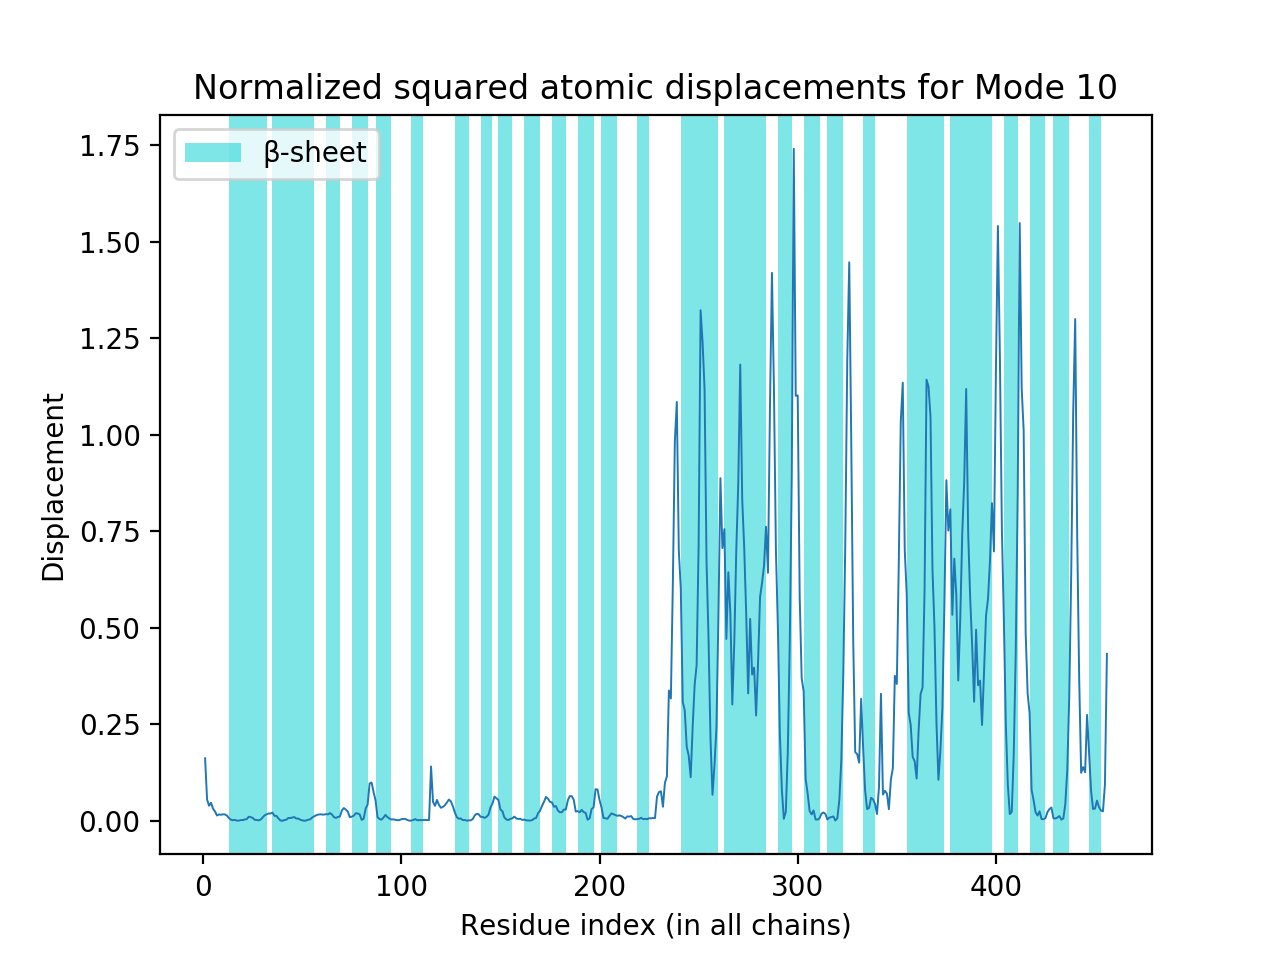 Normalized squared atomic displacements for Mode 10
β-sheet
1.75
1.50
1.25
1.00
0.75
0.50
0.25
0.00
Displacement
0 100 200 300 400
Residue index (in all chains)